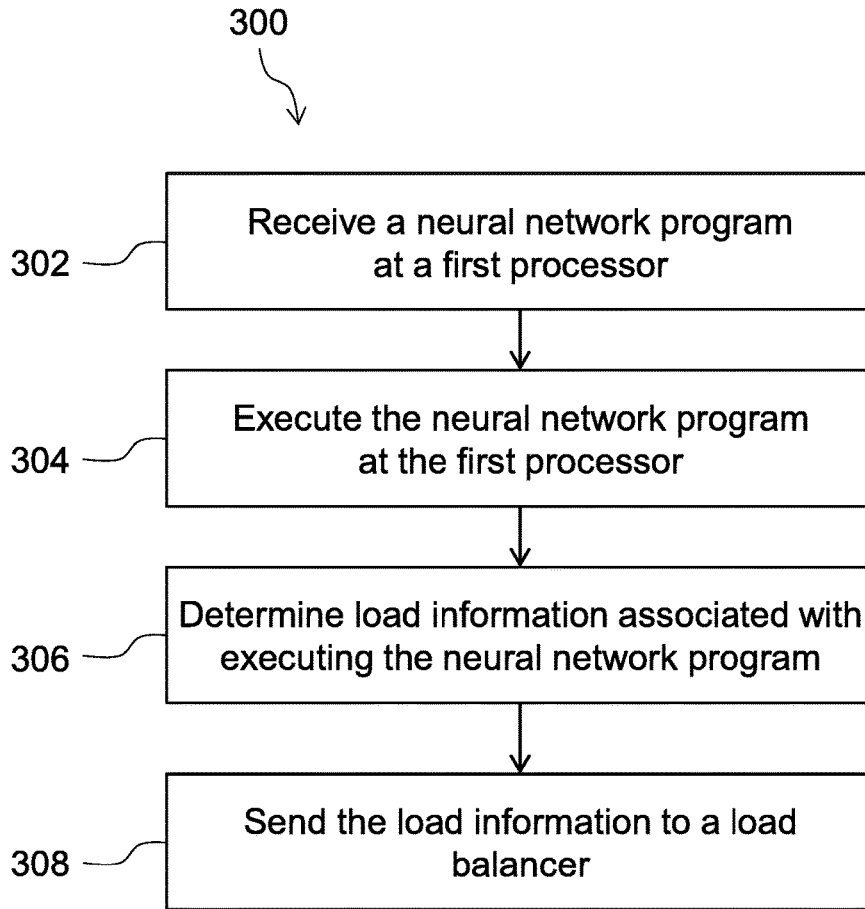 300
302
Receive a neural network program
at a first processor
304
Execute the neural network program
at the first processor
306
Determine load information associated with
executing the neural network program
308
Send the load information to a load
balancer